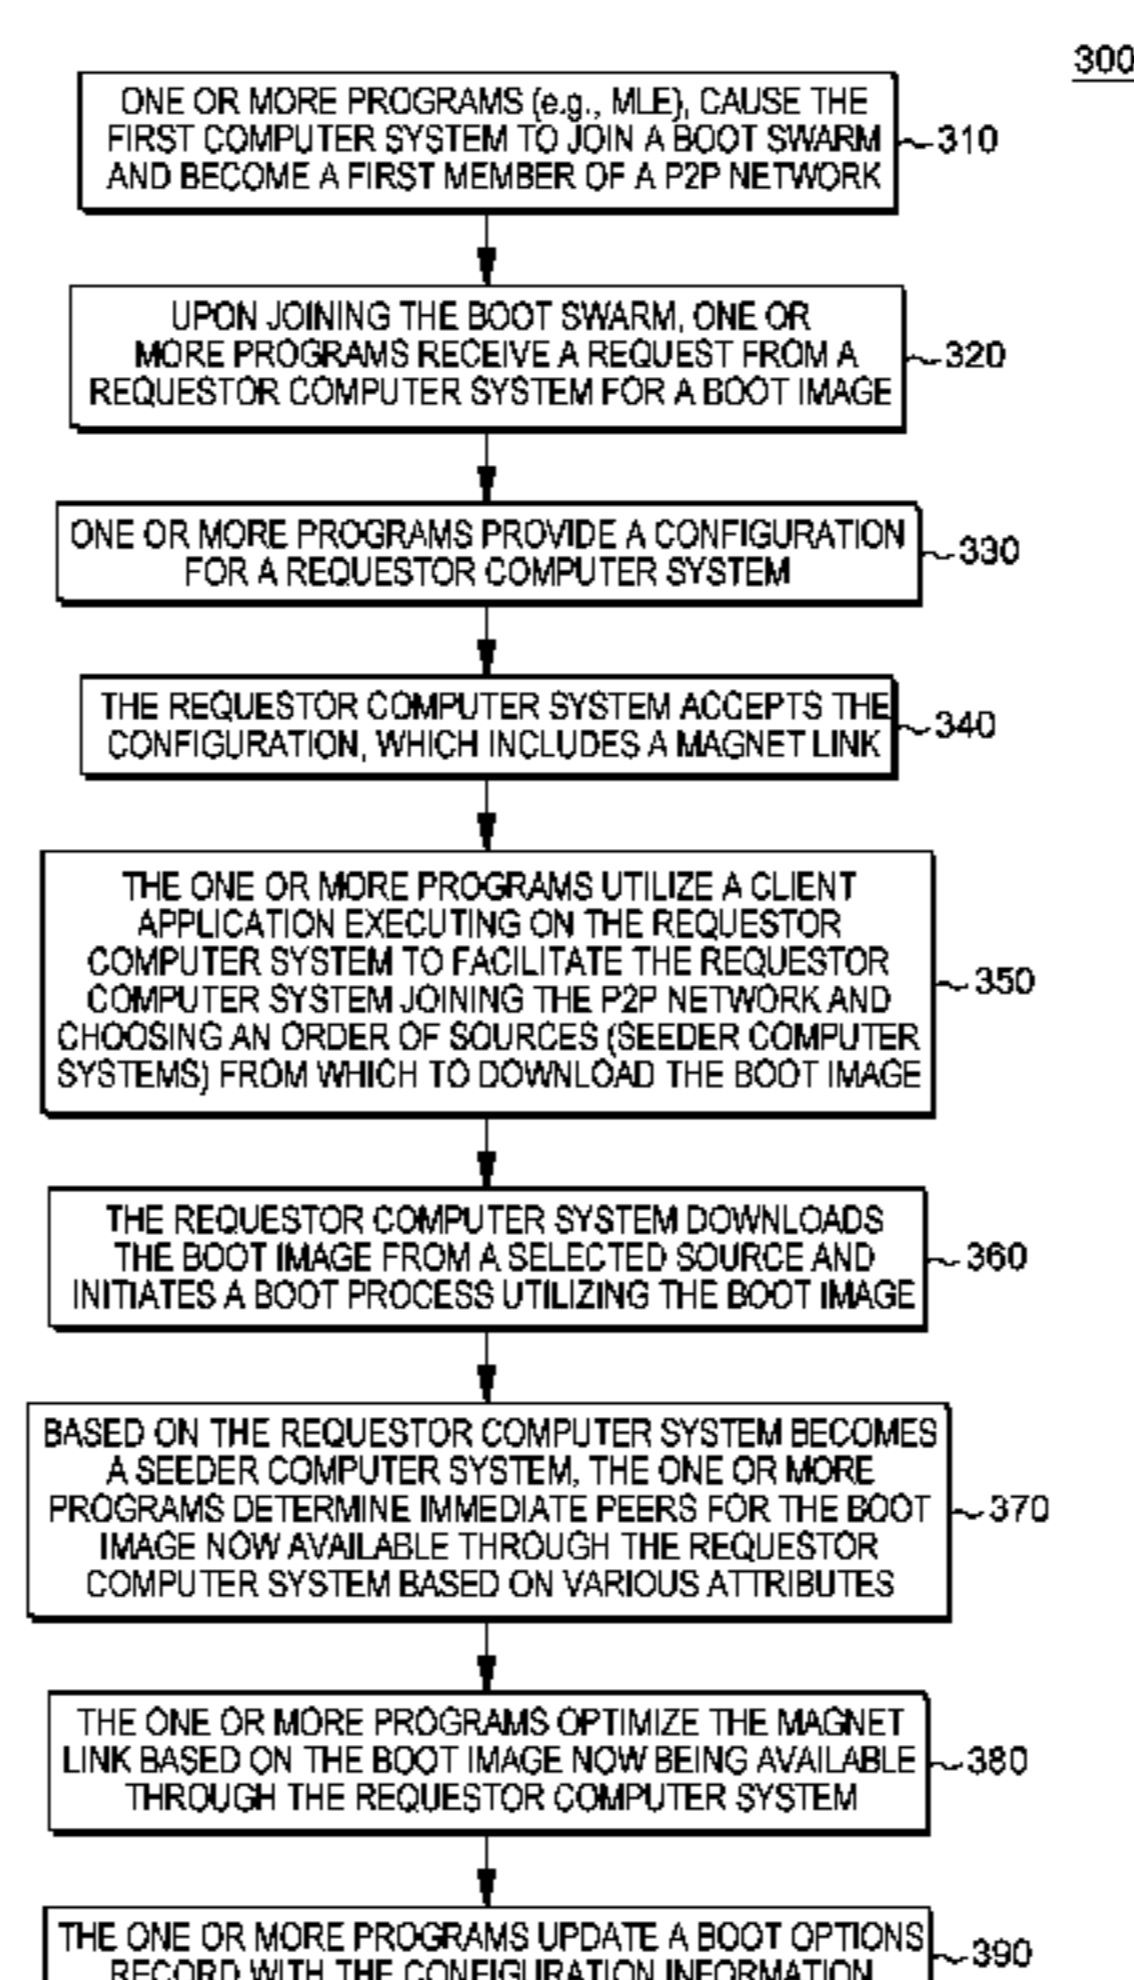 300
ONE OR MORE PROGRAMS (e.g., MLE), CAUSE THE
FIRST COMPUTER SYSTEM TO JOIN A BOOT SWARM
AND BECOME A FIRST MEMBER OF A P2P NETWORK
310
UPON JOINING THE BOOT SWARM, ONE OR
MORE PROGRAMS RECEIVE A REQUEST FROM A
REQUESTOR COMPUTER SYSTEM FOR A BOOT IMAGE
320
ONE OR MORE PROGRAMS PROVIDE A CONFIGURATION
FOR A REQUESTOR COMPUTER SYSTEM
330
THE REQUESTOR COMPUTER SYSTEM ACCEPTS THE
CONFIGURATION, WHICH INCLUDES A MAGNET LINK
340
THE ONE OR MORE PROGRAMS UTILIZE A CLIENT
APPLICATION EXECUTING ON THE REQUESTOR
COMPUTER SYSTEM TO FACILITATE THE REQUESTOR
COMPUTER SYSTEM JOINING THE P2P NETWORK AND
CHOOSING AN ORDER OF SOURCES (SEEDER COMPUTER
SYSTEMS) FROM WHICH TO DOWNLOAD THE BOOT IMAGE
350
THE REQUESTOR COMPUTER SYSTEM DOWNLOADS
THE BOOT IMAGE FROM A SELECTED SOURCE AND
INITIATES A BOOT PROCESS UTILIZING THE BOOT IMAGE
360
BASED ON THE REQUESTOR COMPUTER SYSTEM BECOMES
A SEEDER COMPUTER SYSTEM, THE ONE OR MORE
PROGRAMS DETERMINE IMMEDIATE PEERS FOR THE BOOT
IMAGE NOW AVAILABLE THROUGH THE REQUESTOR
COMPUTER SYSTEM BASED ON VARIOUS ATTRIBUTES
370
THE ONE OR MORE PROGRAMS OPTIMIZE THE MAGNET
LINK BASED ON THE BOOT IMAGE NOW BEING AVAILABLE
THROUGH THE REQUESTOR COMPUTER SYSTEM
380
THE ONE OR MORE PROGRAMS UPDATE A BOOT OPTIONS
RECORD WITH THE CONFIGURATION INFORMATION
390